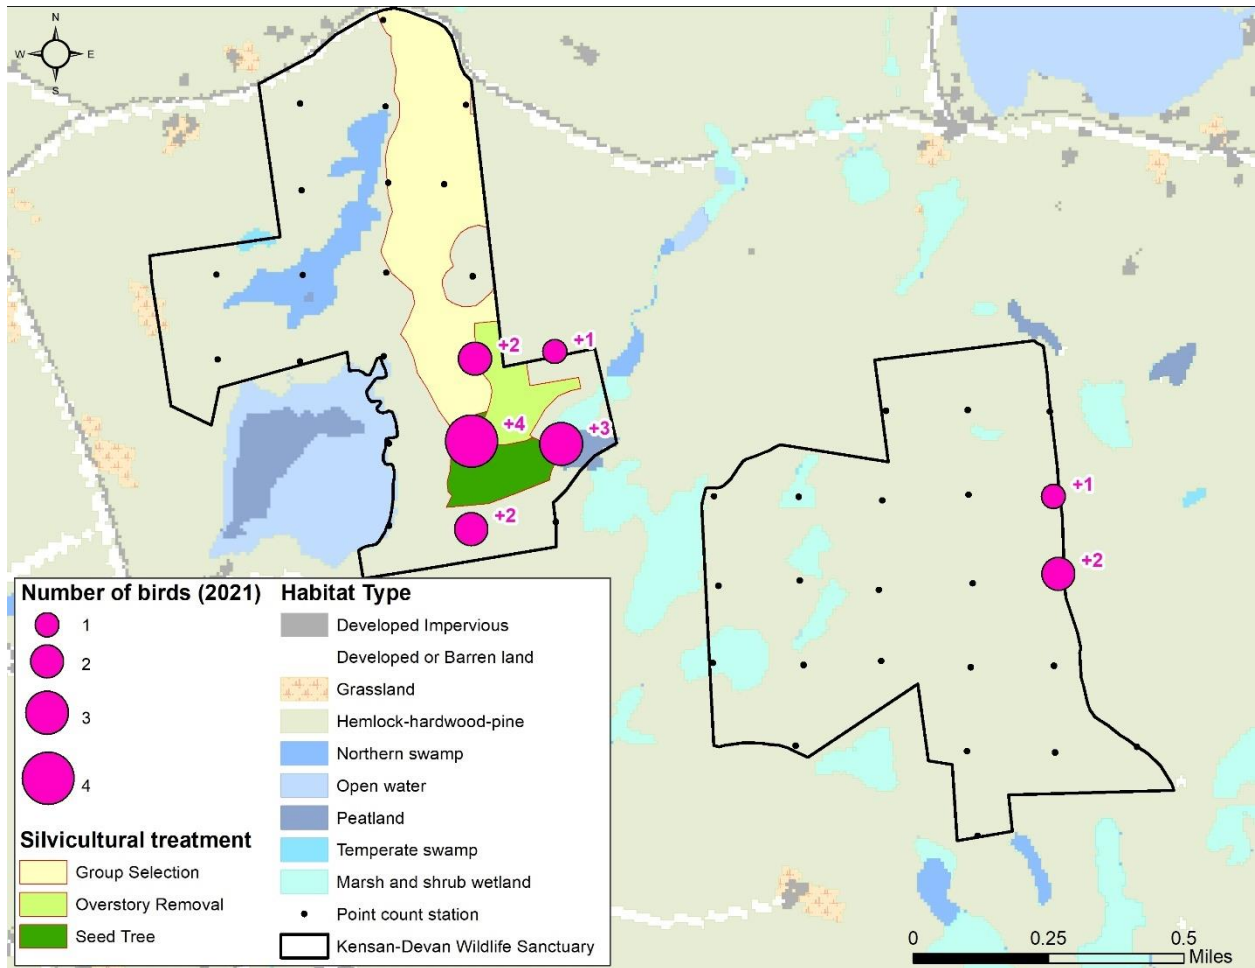 N
W E
S
+2
+1
+4
+3
+2
+1
+2
Number of birds (2021)
1
2
3
4
Silvicultural treatment
Group Selection
Overstory Removal
Seed Tree
Habitat Type
Developed Impervious
Developed or Barren land
Grassland
Hemlock-hardwood-pine
Northern swamp
Open water
Peatland
Temperate swamp
Marsh and shrub wetland
Point count station
Kensan-Devan Wildlife Sanctuary
0 0.25 0.5
Miles